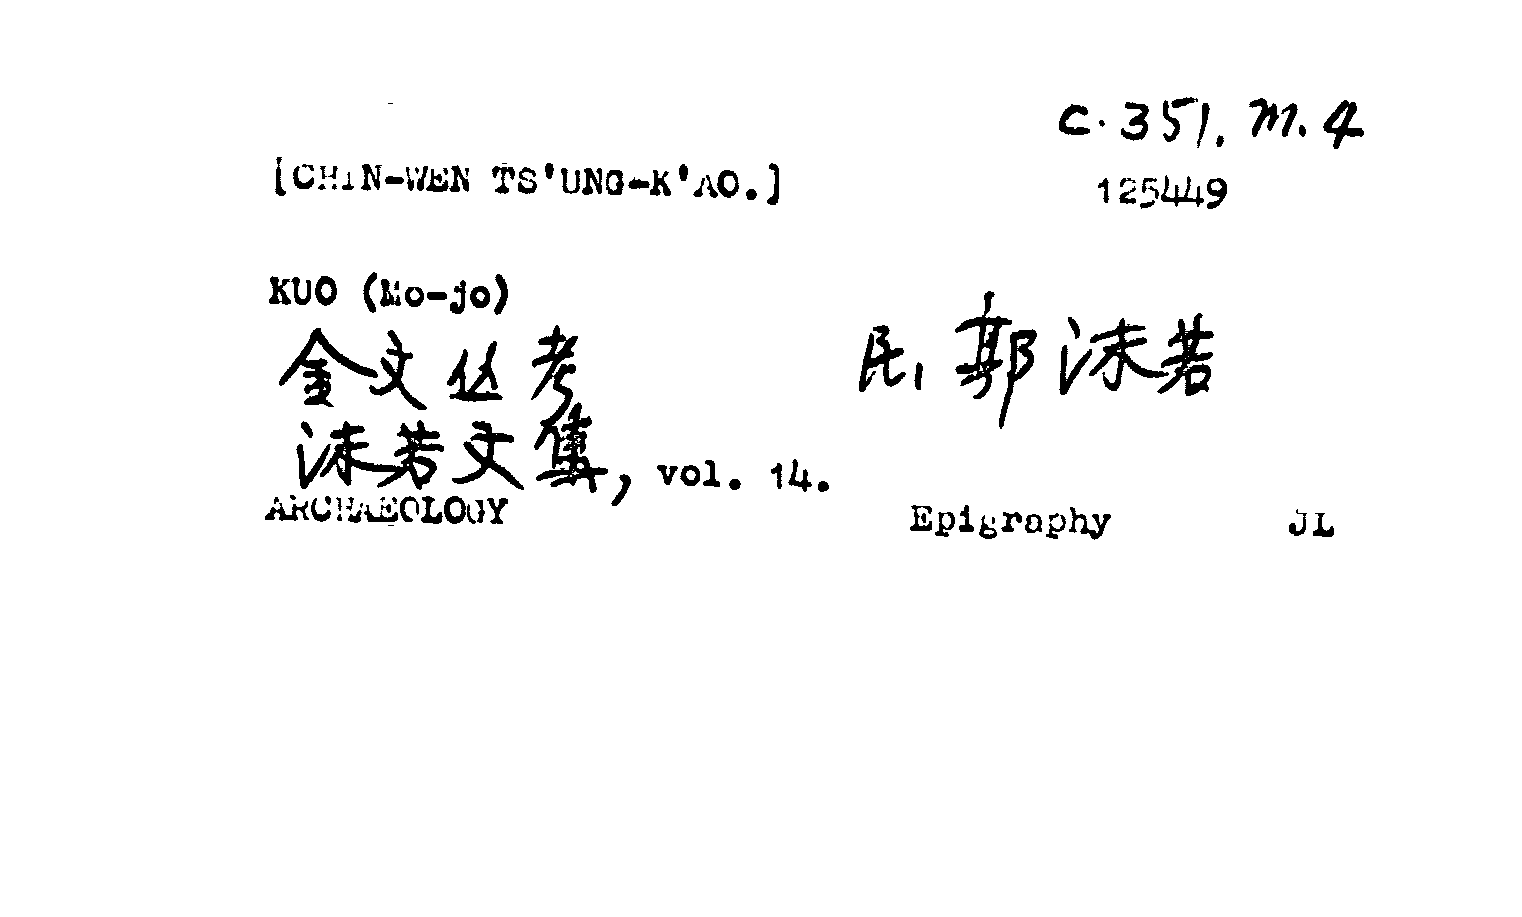 C.351.m.4
[CHIN-WEN TS'UNG-K'AO.]
125449
KUO (Mo-jo)
金文丛考
民, 郭沫若
沫若文集, vol. 14.
ARCHAEOLOGY
Epigraphy
JL